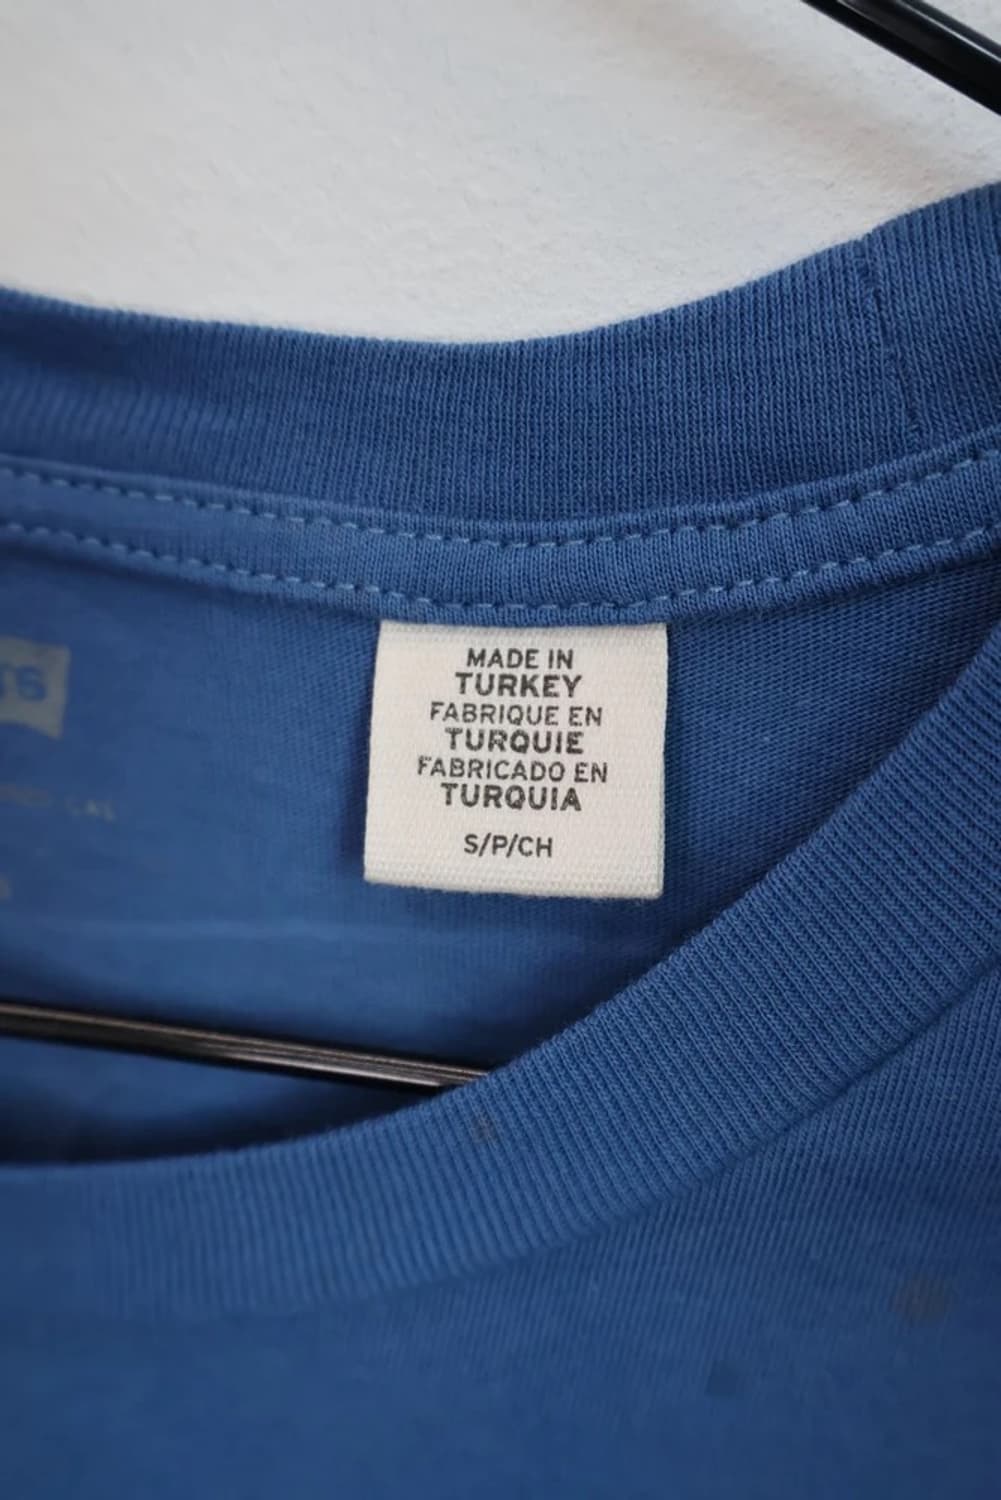 MADE IN
TURKEY
FABRIQUE EN
TURQUIE
FABRICADO EN
TURQUIA
S/P/CH